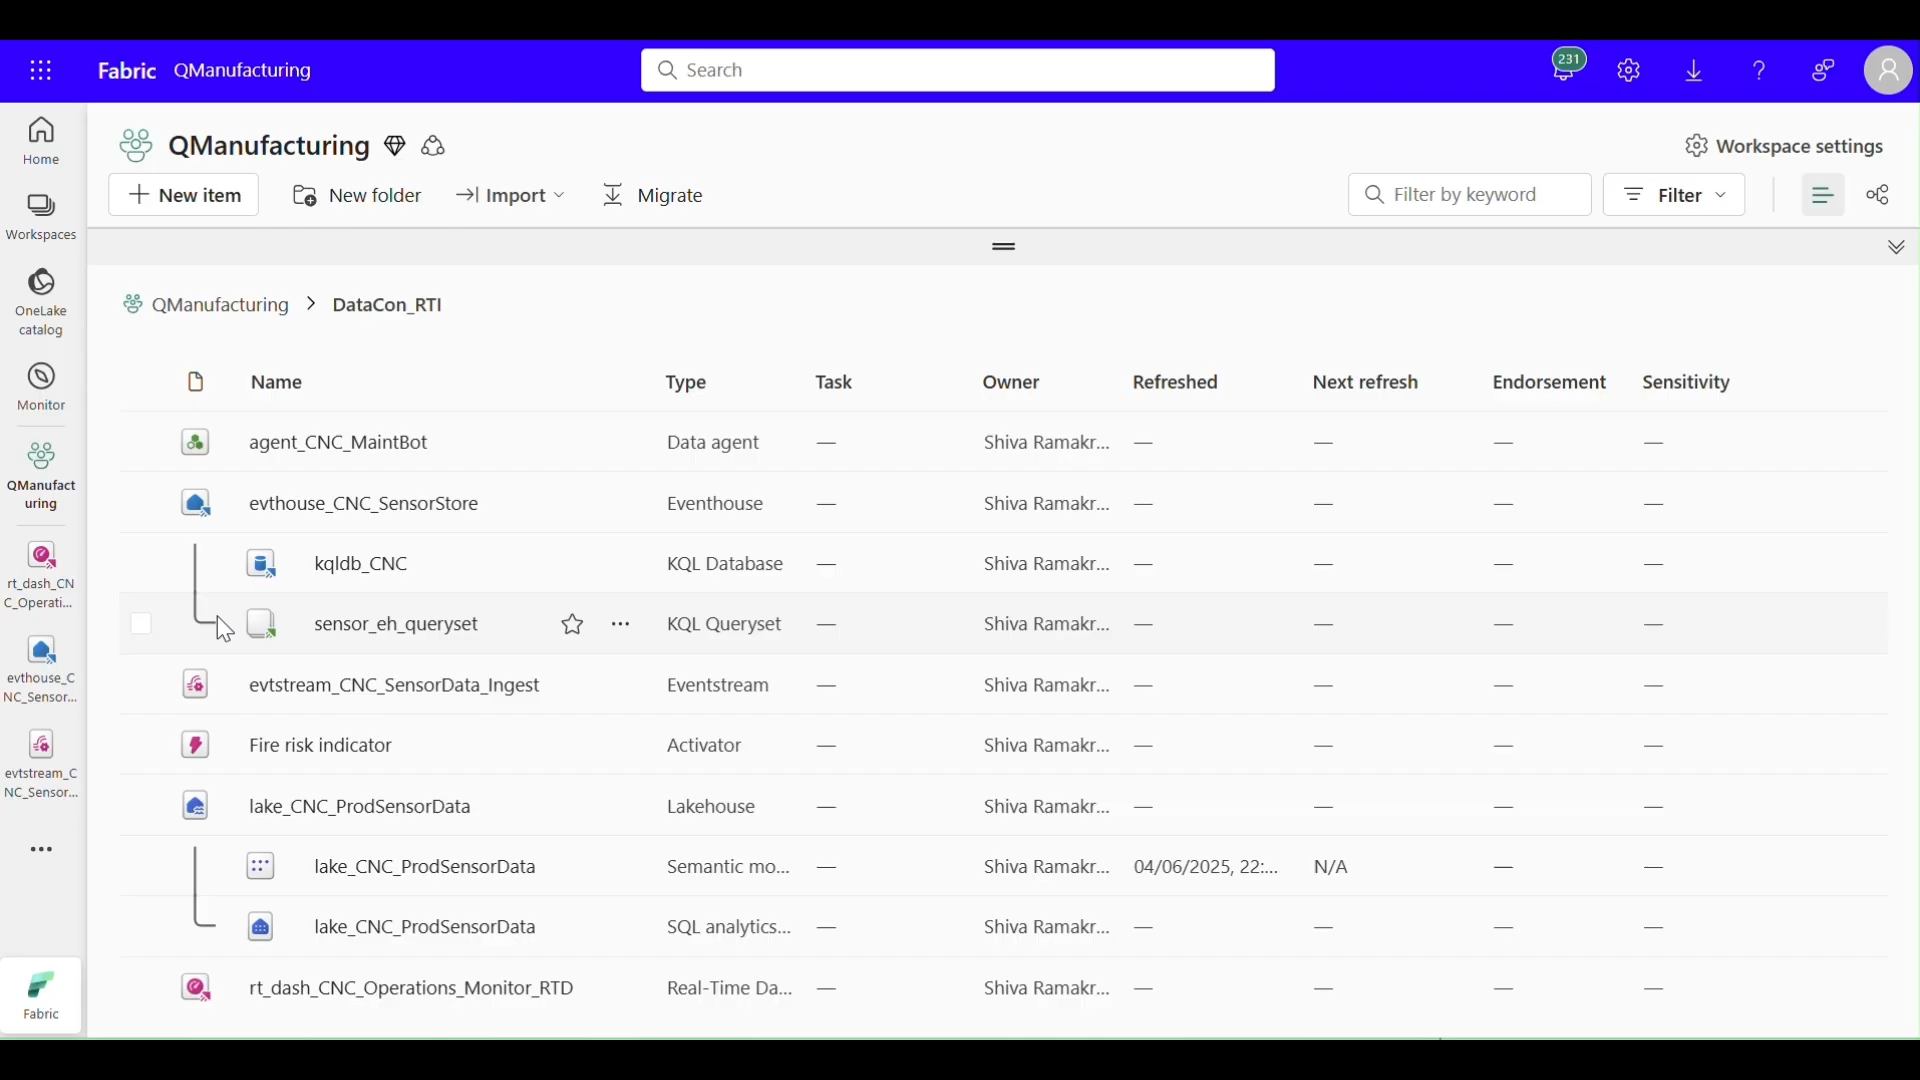 Fabric QManufacturing Search 231
Home
Workspaces
OneLake
catalog
Monitor
QManufact
uring
rt_dash_CN
C_Operati...
evthouse_C
NC_Sensor...
evtstream_C
NC_Sensor...
Fabric
QManufacturing Workspace settings
New item New folder Import Migrate Filter by keyword Filter
QManufacturing > DataCon_RTI
Name Type Task Owner Refreshed Next refresh Endorsement Sensitivity
agent_CNC_MaintBot Data agent — Shiva Ramakr... — — — —
evthouse_CNC_SensorStore Eventhouse — Shiva Ramakr... — — — —
kqldb_CNC KQL Database — Shiva Ramakr... — — — —
sensor_eh_queryset ... KQL Queryset — Shiva Ramakr... — — — —
evtstream_CNC_SensorData_Ingest Eventstream — Shiva Ramakr... — — — —
Fire risk indicator Activator — Shiva Ramakr... — — — —
lake_CNC_ProdSensorData Lakehouse — Shiva Ramakr... — — — —
lake_CNC_ProdSensorData Semantic mo... — Shiva Ramakr... 04/06/2025, 22:... N/A — —
lake_CNC_ProdSensorData SQL analytics... — Shiva Ramakr... — — — —
rt_dash_CNC_Operations_Monitor_RTD Real-Time Da... — Shiva Ramakr... — — — —